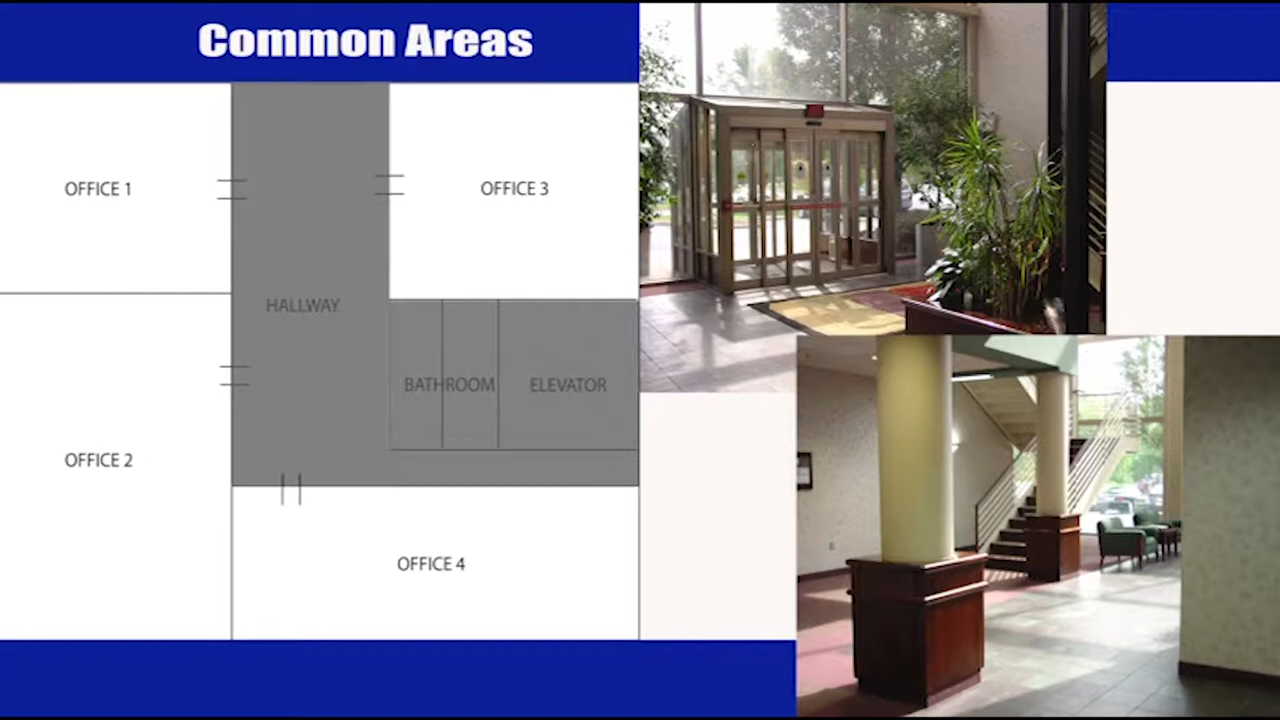 Common Areas
OFFICE 1
OFFICE 3
HALLWAY
BATHROOM
ELEVATOR
OFFICE 2
OFFICE 4